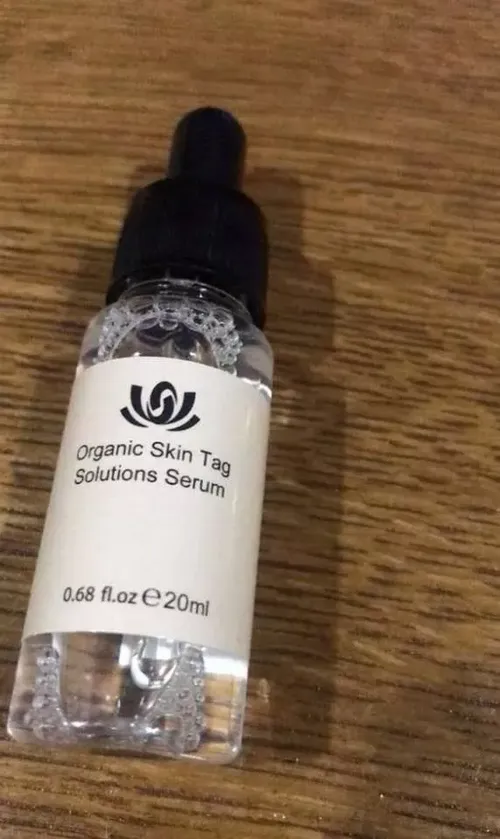 Organic Skin Tag
Solutions Serum
0.68 fl.oz ℮ 20ml